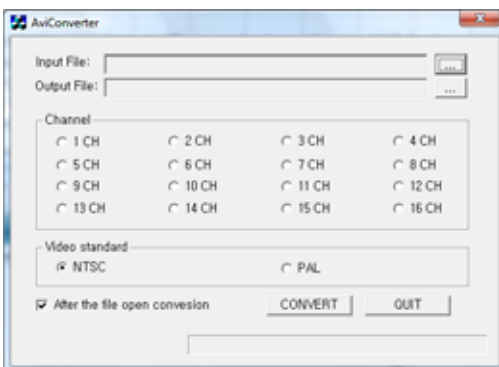 AviConverter
Input File: ...
Output File: ...
Channel
1 CH 2 CH 3 CH 4 CH
5 CH 6 CH 7 CH 8 CH
9 CH 10 CH 11 CH 12 CH
13 CH 14 CH 15 CH 16 CH
Video standard
NTSC PAL
After the file open convesion CONVERT QUIT